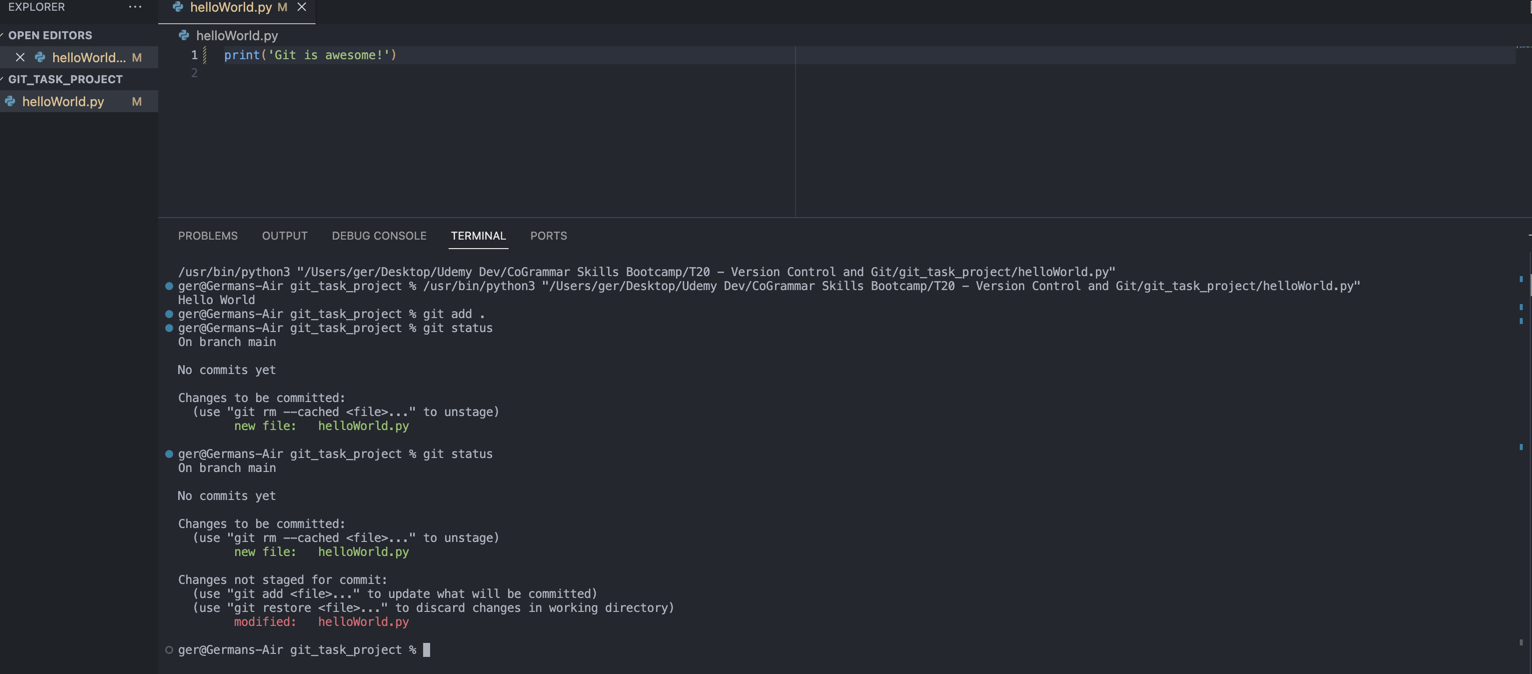 EXPLORER
helloWorld.py M
OPEN EDITORS
helloWorld... M
GIT_TASK_PROJECT
helloWorld.py M
helloWorld.py
1 print('Git is awesome!')
2
PROBLEMS OUTPUT DEBUG CONSOLE TERMINAL PORTS
/usr/bin/python3 "/Users/ger/Desktop/Udemy Dev/CoGrammar Skills Bootcamp/T20 - Version Control and Git/git_task_project/helloWorld.py"
ger@Germans-Air git_task_project % /usr/bin/python3 "/Users/ger/Desktop/Udemy Dev/CoGrammar Skills Bootcamp/T20 - Version Control and Git/git_task_project/helloWorld.py"
Hello World
ger@Germans-Air git_task_project % git add .
ger@Germans-Air git_task_project % git status
On branch main
No commits yet
Changes to be committed:
(use "git rm --cached <file>..." to unstage)
new file: helloWorld.py
ger@Germans-Air git_task_project % git status
On branch main
No commits yet
Changes to be committed:
(use "git rm --cached <file>..." to unstage)
new file: helloWorld.py
Changes not staged for commit:
(use "git add <file>..." to update what will be committed)
(use "git restore <file>..." to discard changes in working directory)
modified: helloWorld.py
ger@Germans-Air git_task_project %